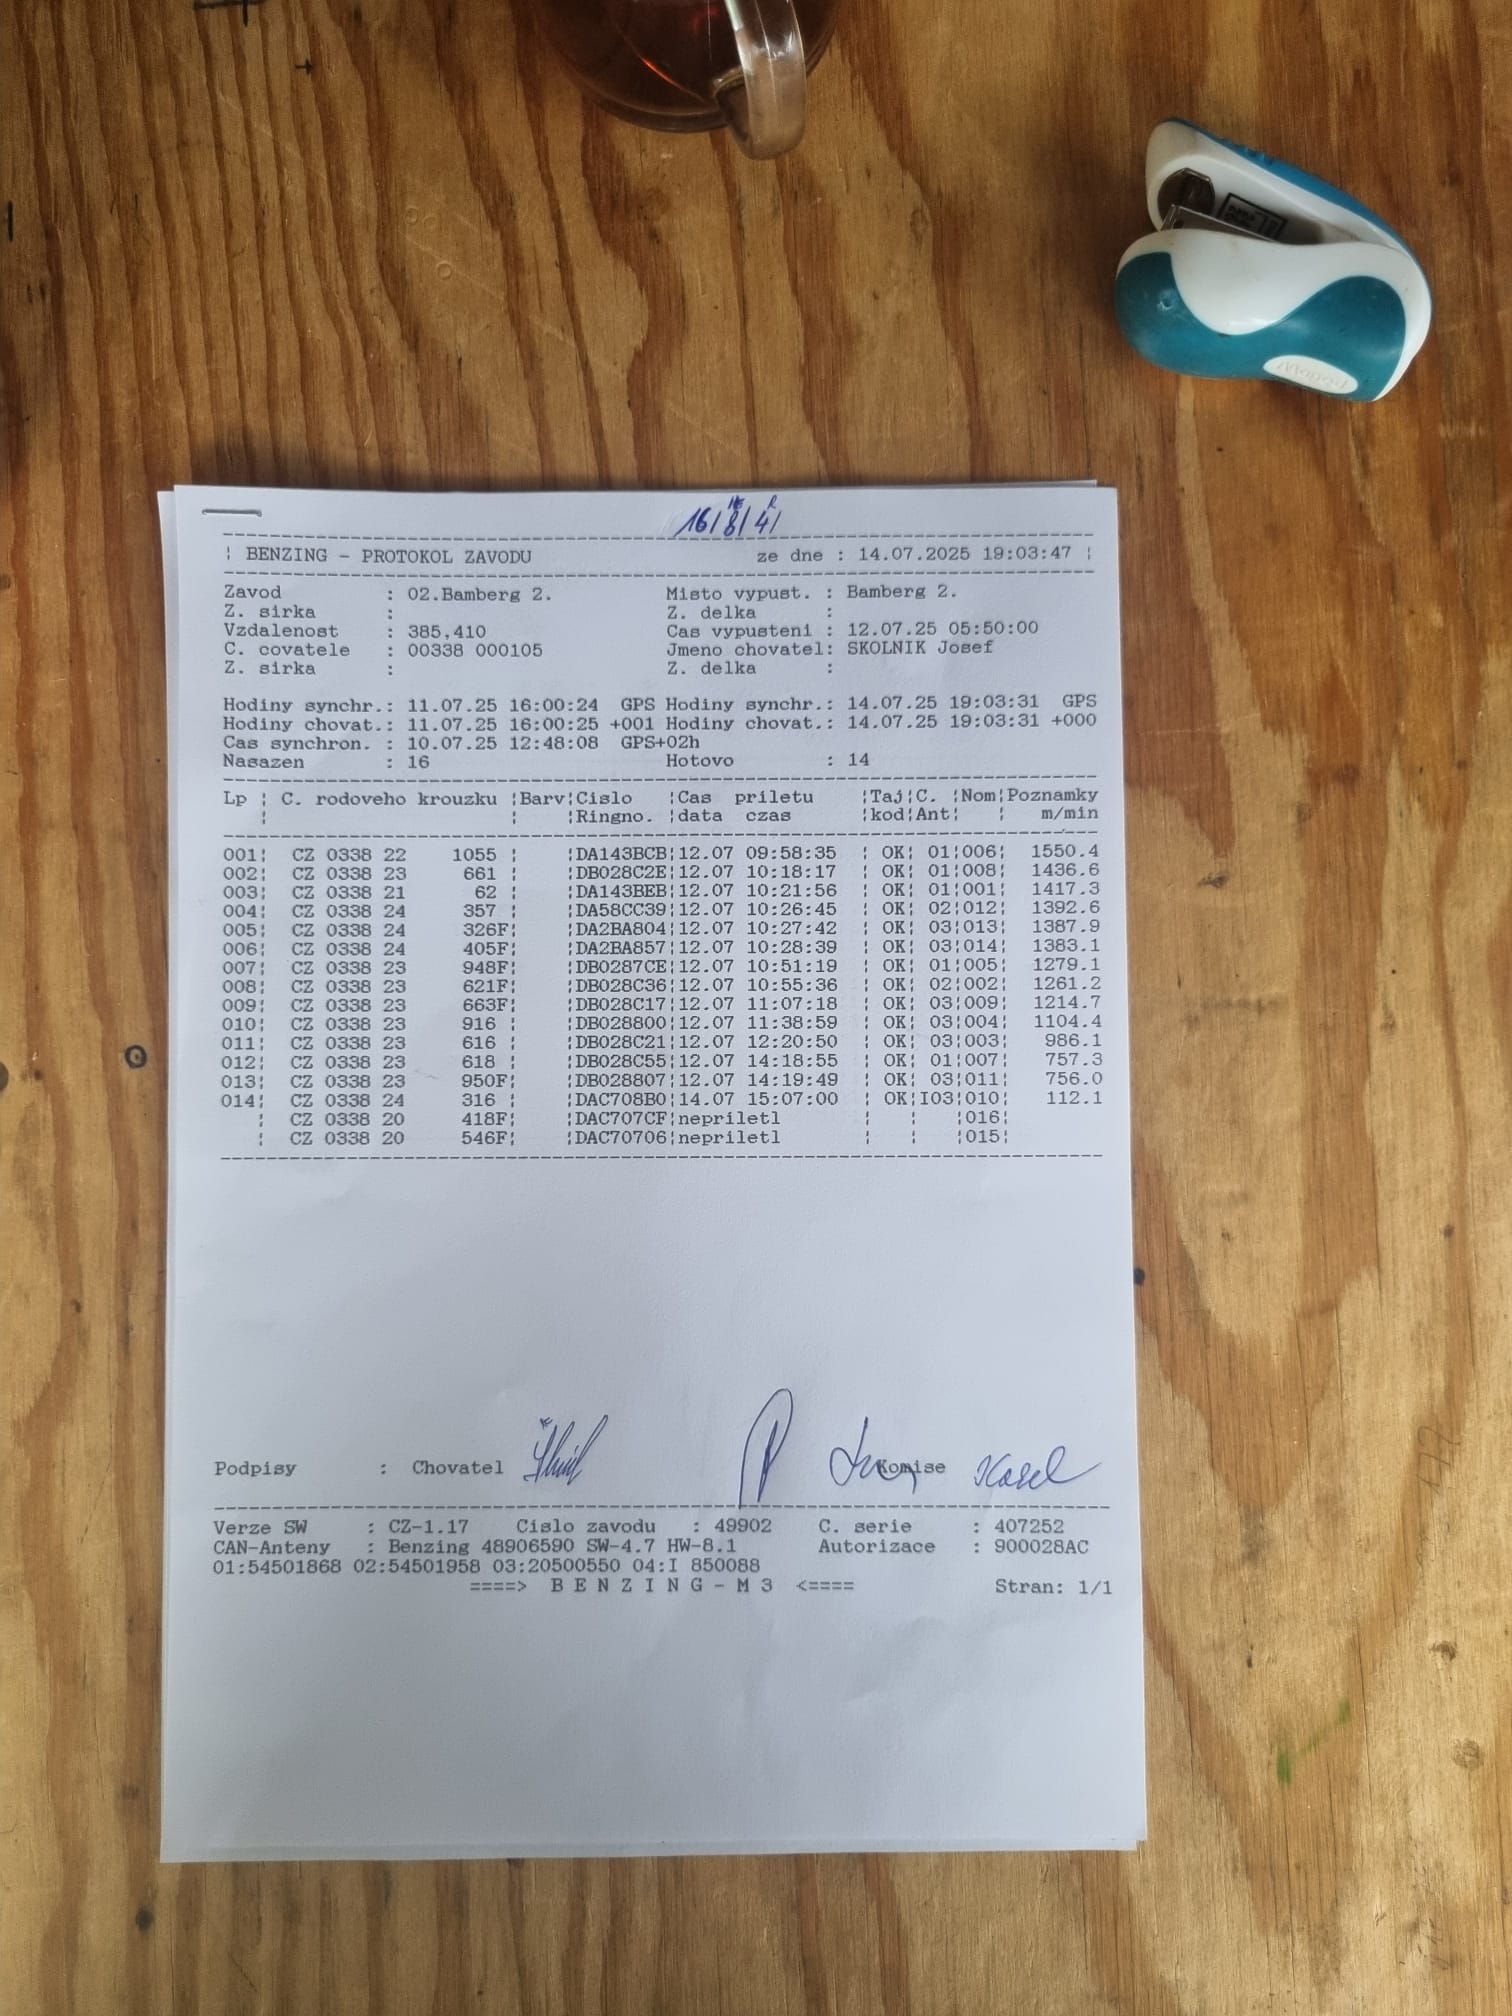 16/8/4/
BENZING - PROTOKOL ZAVODU ze dne : 14.07.2025 19:03:47
Zavod : 02.Bamberg 2. Misto vypust. : Bamberg 2.
Z. sirka : Z. delka :
Vzdalenost : 385,410 Cas vypusteni : 12.07.25 05:50:00
C. covatele : 00338 000105 Jmeno chovatel: SKOLNIK Josef
Z. sirka : Z. delka :
Hodiny synchr.: 11.07.25 16:00:24 GPS Hodiny synchr.: 14.07.25 19:03:31 GPS
Hodiny chovat.: 11.07.25 16:00:25 +001 Hodiny chovat.: 14.07.25 19:03:31 +000
Cas synchron. : 10.07.25 12:48:08 GPS+02h
Nasazen : 16 Hotovo : 14
Lp ¦ C. rodoveho krouzku ¦Barv¦Cislo ¦Cas priletu ¦Taj¦C. ¦Nom¦Poznamky
¦ ¦ ¦Ringno. ¦data czas ¦kod¦Ant¦ ¦ m/min
001¦ CZ 0338 22 1055 ¦ ¦DA143BCB¦12.07 09:58:35 ¦ OK¦ 01¦006¦ 1550.4
002¦ CZ 0338 23 661 ¦ ¦DB028C2E¦12.07 10:18:17 ¦ OK¦ 01¦008¦ 1436.6
003¦ CZ 0338 21 62 ¦ ¦DA143BEB¦12.07 10:21:56 ¦ OK¦ 01¦001¦ 1417.3
004¦ CZ 0338 24 357 ¦ ¦DA58CC39¦12.07 10:26:45 ¦ OK¦ 02¦012¦ 1392.6
005¦ CZ 0338 24 326F¦ ¦DA2BA804¦12.07 10:27:42 ¦ OK¦ 03¦013¦ 1387.9
006¦ CZ 0338 24 405F¦ ¦DA2BA857¦12.07 10:28:39 ¦ OK¦ 03¦014¦ 1383.1
007¦ CZ 0338 23 948F¦ ¦DB0287CE¦12.07 10:51:19 ¦ OK¦ 01¦005¦ 1279.1
008¦ CZ 0338 23 621F¦ ¦DB028C36¦12.07 10:55:36 ¦ OK¦ 02¦002¦ 1261.2
009¦ CZ 0338 23 663F¦ ¦DB028C17¦12.07 11:07:18 ¦ OK¦ 03¦009¦ 1214.7
010¦ CZ 0338 23 916 ¦ ¦DB028800¦12.07 11:38:59 ¦ OK¦ 03¦004¦ 1104.4
011¦ CZ 0338 23 616 ¦ ¦DB028C21¦12.07 12:20:50 ¦ OK¦ 03¦003¦ 986.1
012¦ CZ 0338 23 618 ¦ ¦DB028C55¦12.07 14:18:55 ¦ OK¦ 01¦007¦ 757.3
013¦ CZ 0338 23 950F¦ ¦DB028807¦12.07 14:19:49 ¦ OK¦ 03¦011¦ 756.0
014¦ CZ 0338 24 316 ¦ ¦DAC708B0¦14.07 15:07:00 ¦ OK¦I03¦010¦ 112.1
¦ CZ 0338 20 418F¦ ¦DAC707CF¦nepriletl ¦ ¦ ¦016¦
¦ CZ 0338 20 546F¦ ¦DAC70706¦nepriletl ¦ ¦ ¦015¦
Podpisy : Chovatel Komise Karel
Verze SW : CZ-1.17 Cislo zavodu : 49902 C. serie : 407252
CAN-Anteny : Benzing 48906590 SW-4.7 HW-8.1 Autorizace : 900028AC
01:54501868 02:54501958 03:20500550 04:I 850088
====> B E N Z I N G - M 3 <==== Stran: 1/1